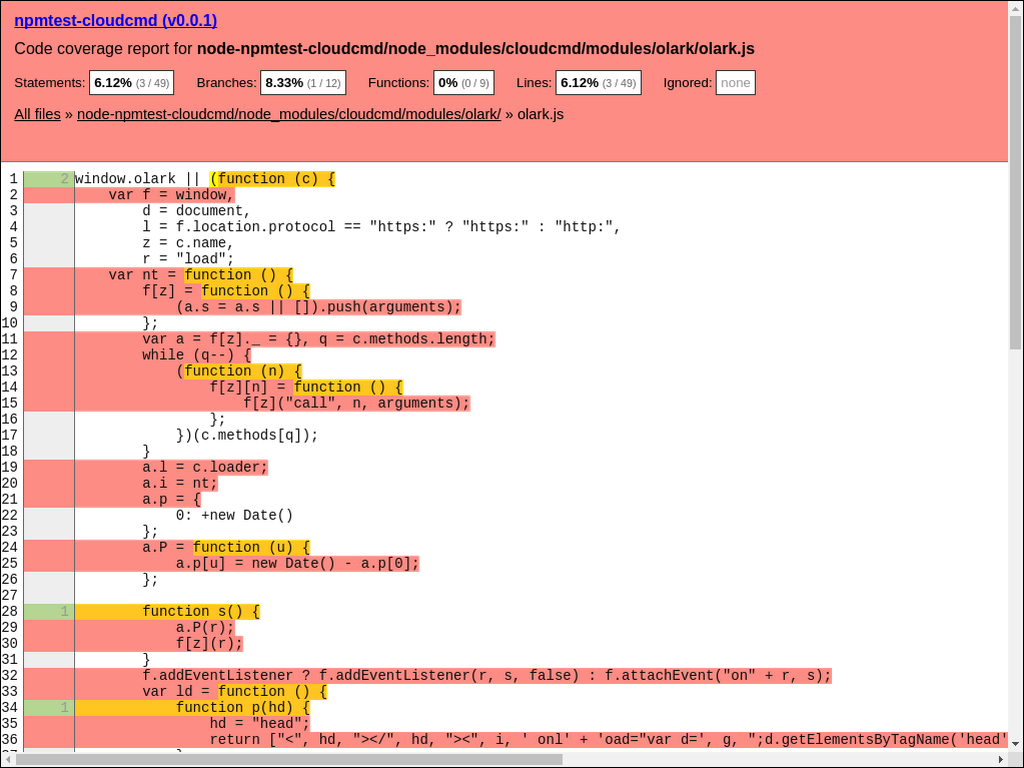 npmtest-cloudcmd (v0.0.1)
Code coverage report for node-npmtest-cloudcmd/node_modules/cloudcmd/modules/olark/olark.js
Statements: 6.12% (3 / 49) Branches: 8.33% (1 / 12) Functions: 0% (0 / 9) Lines: 6.12% (3 / 49) Ignored: none
All files » node-npmtest-cloudcmd/node_modules/cloudcmd/modules/olark/ » olark.js
1 2 window.olark || (function (c) {
2 var f = window,
3 d = document,
4 l = f.location.protocol == "https:" ? "https:" : "http:",
5 z = c.name,
6 r = "load";
7 var nt = function () {
8 f[z] = function () {
9 (a.s = a.s || []).push(arguments);
10 };
11 var a = f[z]._ = {}, q = c.methods.length;
12 while (q--) {
13 (function (n) {
14 f[z][n] = function () {
15 f[z]("call", n, arguments);
16 };
17 })(c.methods[q]);
18 }
19 a.l = c.loader;
20 a.i = nt;
21 a.p = {
22 0: +new Date()
23 };
24 a.P = function (u) {
25 a.p[u] = new Date() - a.p[0];
26 };
27
28 1 function s() {
29 a.P(r);
30 f[z](r);
31 }
32 f.addEventListener ? f.addEventListener(r, s, false) : f.attachEvent("on" + r, s);
33 var ld = function () {
34 1 function p(hd) {
35 hd = "head";
36 return ["<", hd, "></", hd, "><", i, ' onl' + 'oad="var d=', g, ";d.getElementsByTagName('head'